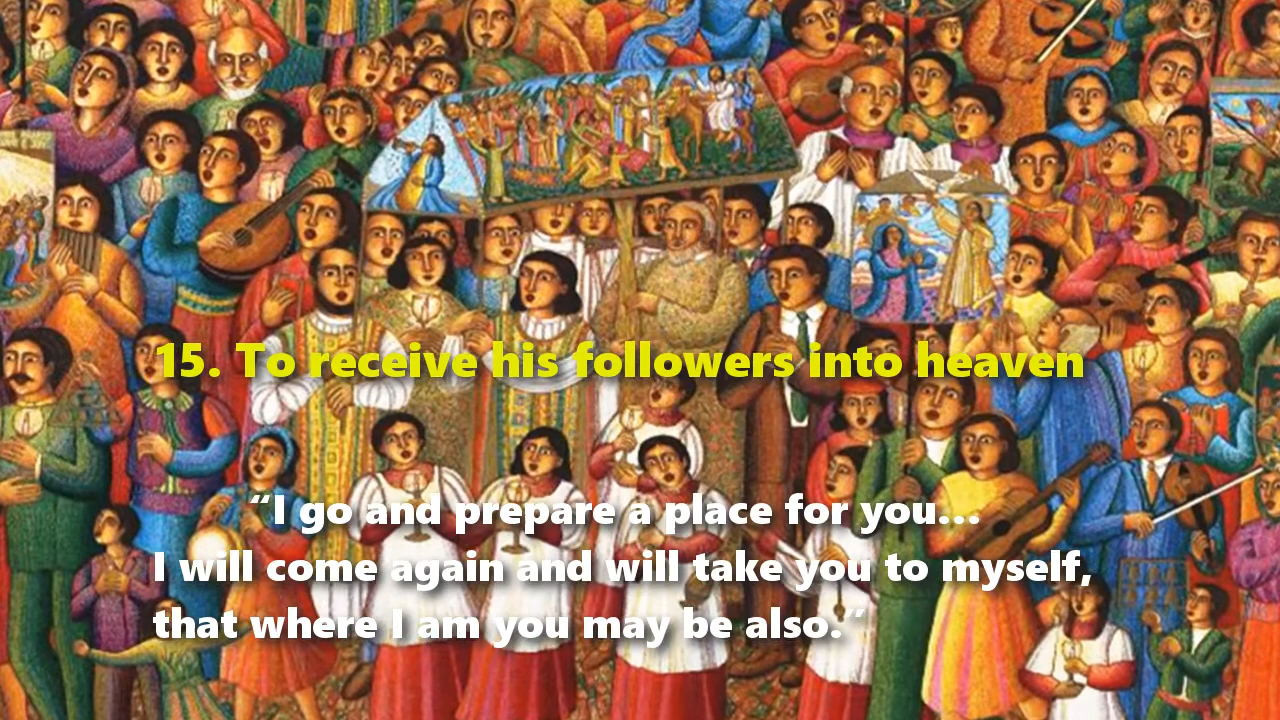 15. To receive his followers into heaven
“I go and prepare a place for you...
I will come again and will take you to myself,
that where I am you may be also.”